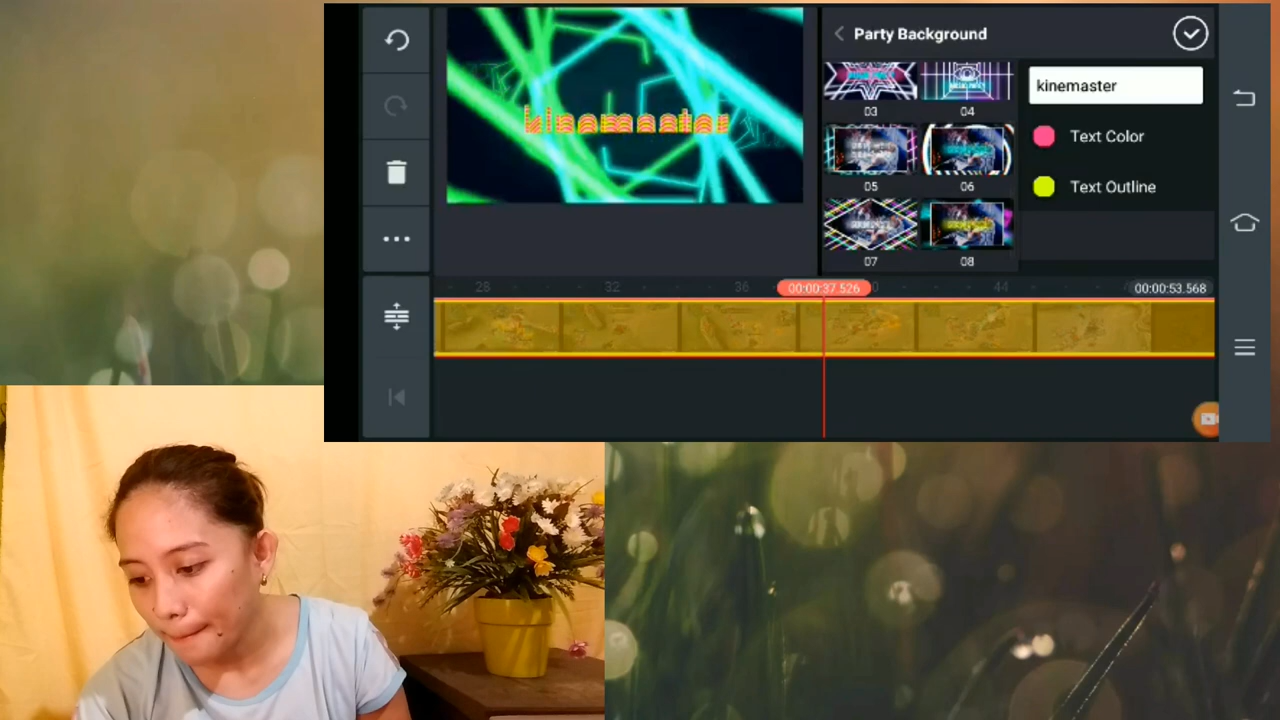 Party Background
kinemaster
03
04
kinemaster
Text Color
05
06
Text Outline
07
08
28
32
36
00:00:37.526
44
00:00:53.568